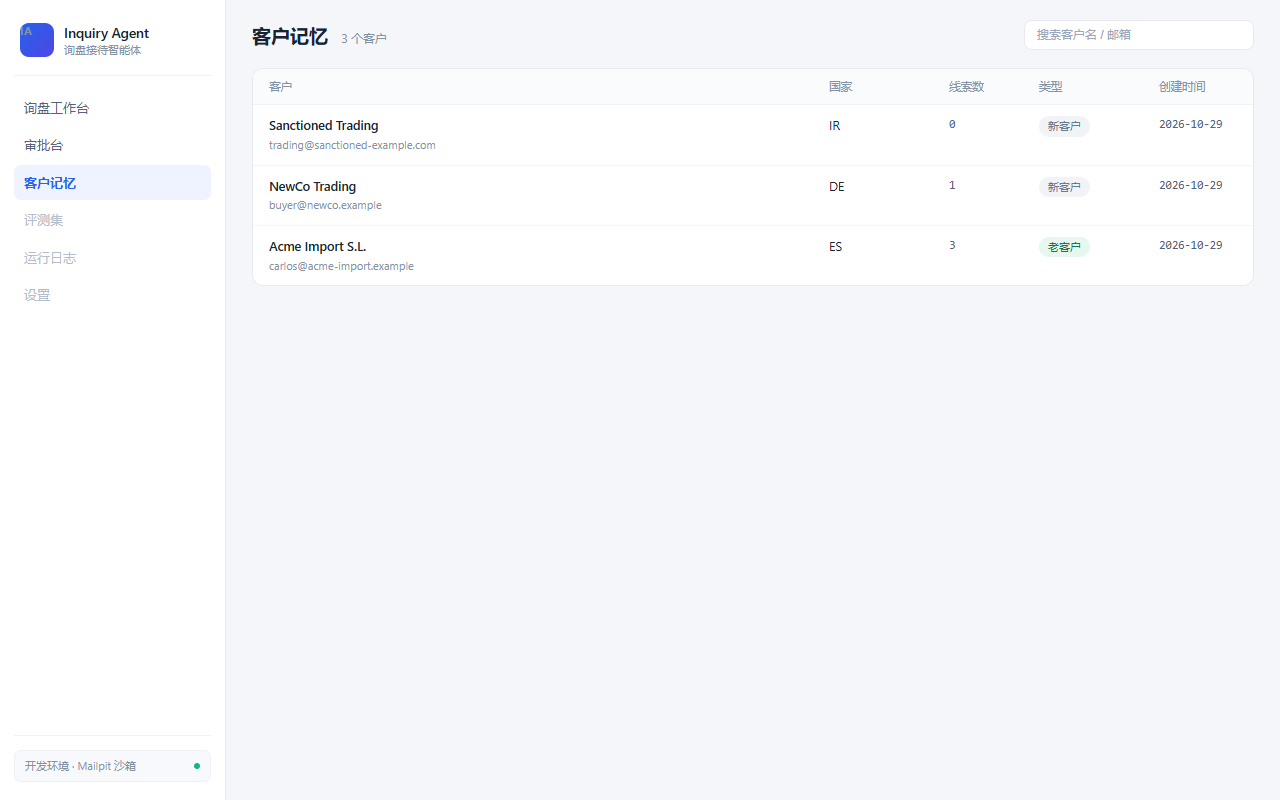 IA
Inquiry Agent
询盘接待智能体
询盘工作台
审批台
客户记忆
评测集
运行日志
设置
开发环境 · Mailpit 沙箱
客户记忆 3 个客户
搜索客户名 / 邮箱
客户 国家 线索数 类型 创建时间
Sanctioned Trading IR 0 新客户 2026-10-29
trading@sanctioned-example.com
NewCo Trading DE 1 新客户 2026-10-29
buyer@newco.example
Acme Import S.L. ES 3 老客户 2026-10-29
carlos@acme-import.example